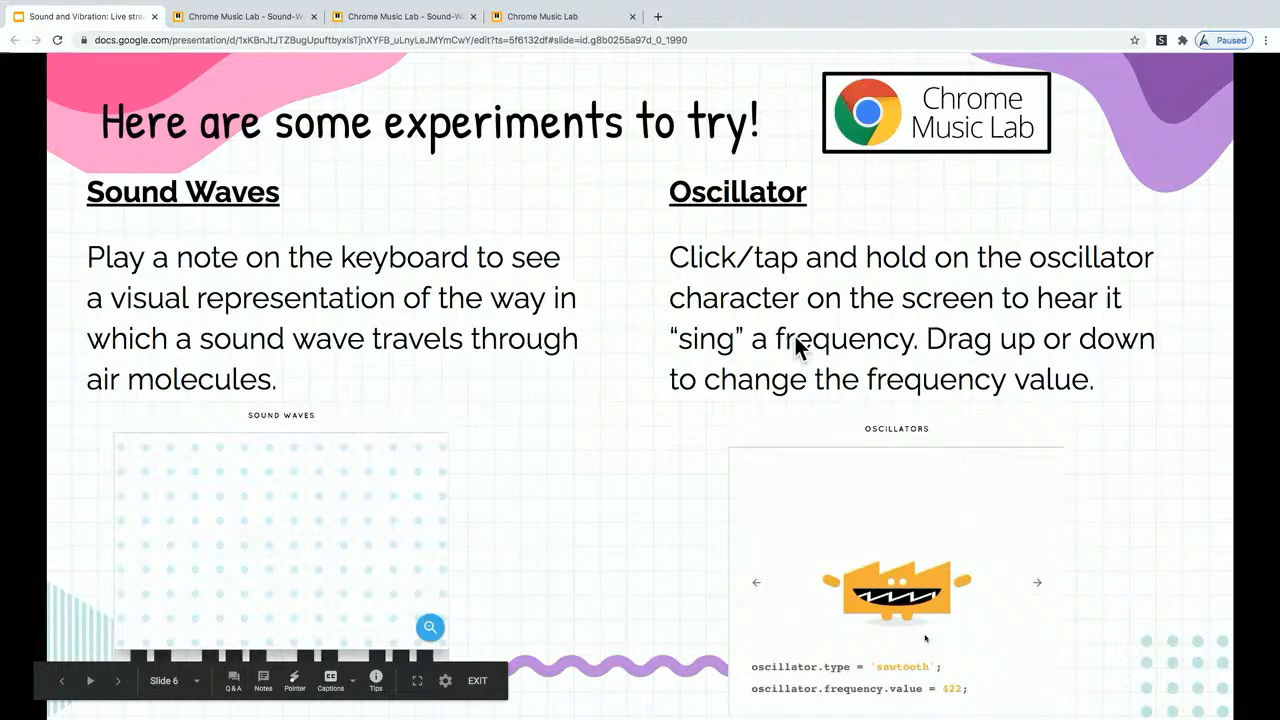 Sound and Vibration: Live stre
Chrome Music Lab - Sound-W
Chrome Music Lab - Sound-W
Chrome Music Lab
docs.google.com/presentation/d/1xKBnJtJTZBugUpuftbyxlsTjnXYFB_uLnyLeJMYmCwY/edit?ts=5f6132df#slide=id.g8b0255a97d_0_1990
S
Paused
Here are some experiments to try!
Chrome
Music Lab
Sound Waves
Play a note on the keyboard to see
a visual representation of the way in
which a sound wave travels through
air molecules.
SOUND WAVES
Oscillator
Click/tap and hold on the oscillator
character on the screen to hear it
“sing” a frequency. Drag up or down
to change the frequency value.
OSCILLATORS
oscillator.type = 'sawtooth';
oscillator.frequency.value = 422;
Slide 6
Q & A
Notes
Pointer
CC
Captions
Tips
EXIT